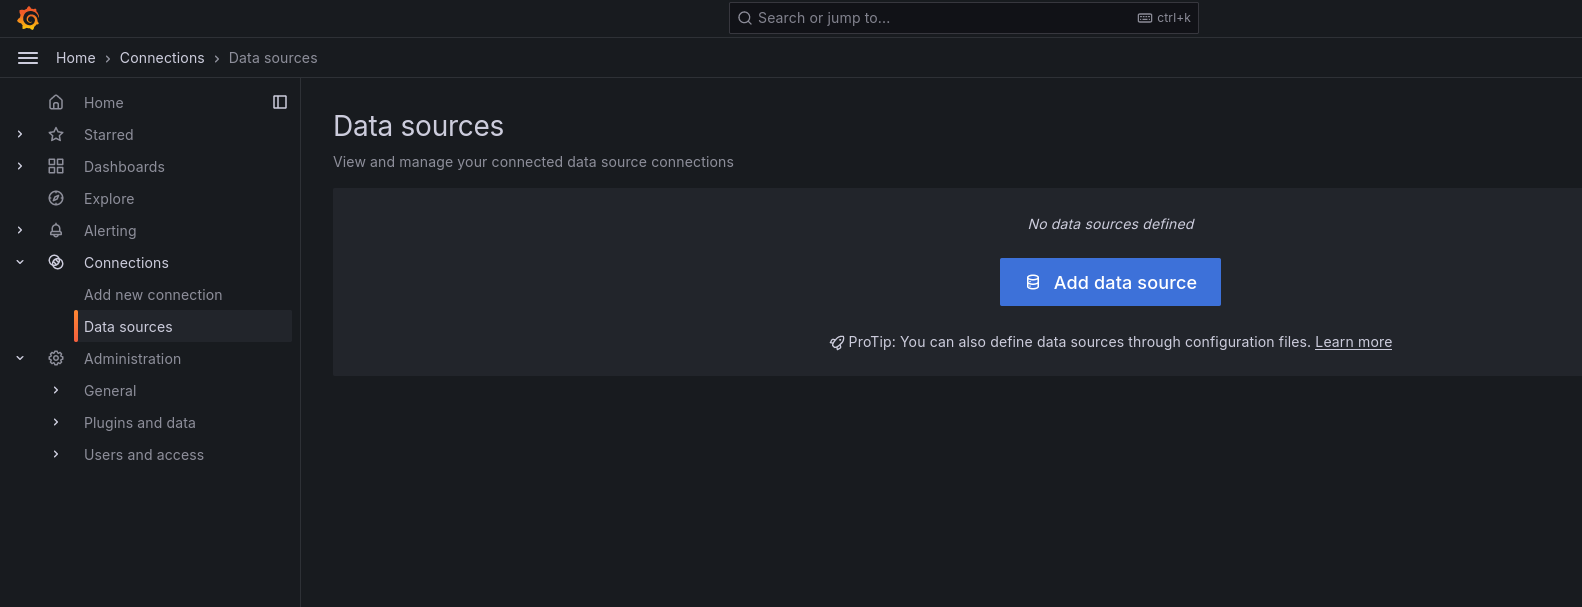 Search or jump to...
ctrl+k
Home › Connections › Data sources
Home
Starred
Dashboards
Explore
Alerting
Connections
Add new connection
Data sources
Administration
General
Plugins and data
Users and access
Data sources
View and manage your connected data source connections
No data sources defined
Add data source
ProTip: You can also define data sources through configuration files. Learn more